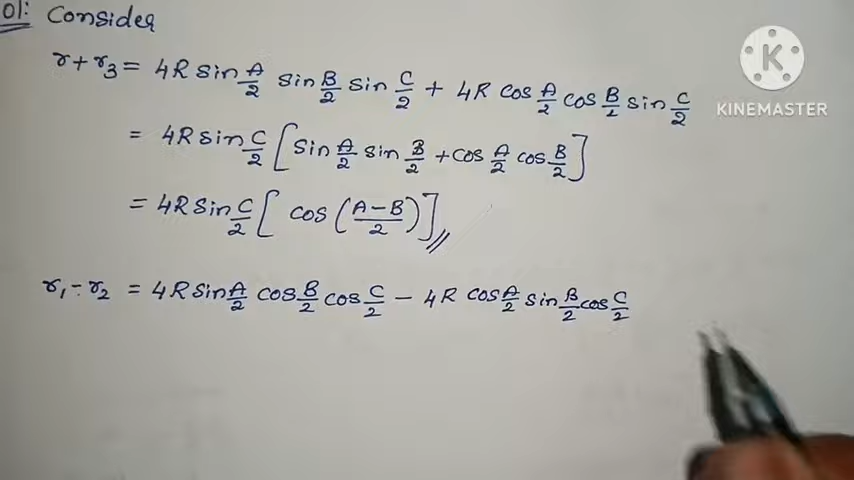 01: Consider
r + r₃ = 4R sin A/2 sin B/2 sin C/2 + 4R cos A/2 cos B/2 sin C/2
= 4R sin C/2 [ sin A/2 sin B/2 + cos A/2 cos B/2 ]
= 4R sin C/2 [ cos (A-B/2) ] //
r₁ - r₂ = 4R sin A/2 cos B/2 cos C/2 - 4R cos A/2 sin B/2 cos C/2
K
KINEMASTER